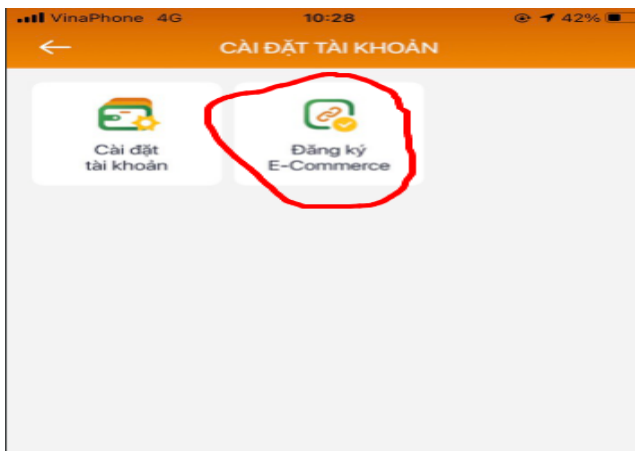 VinaPhone 4G 10:28 42%
CÀI ĐẶT TÀI KHOẢN
Cài đặt
tài khoản
Đăng ký
E-Commerce